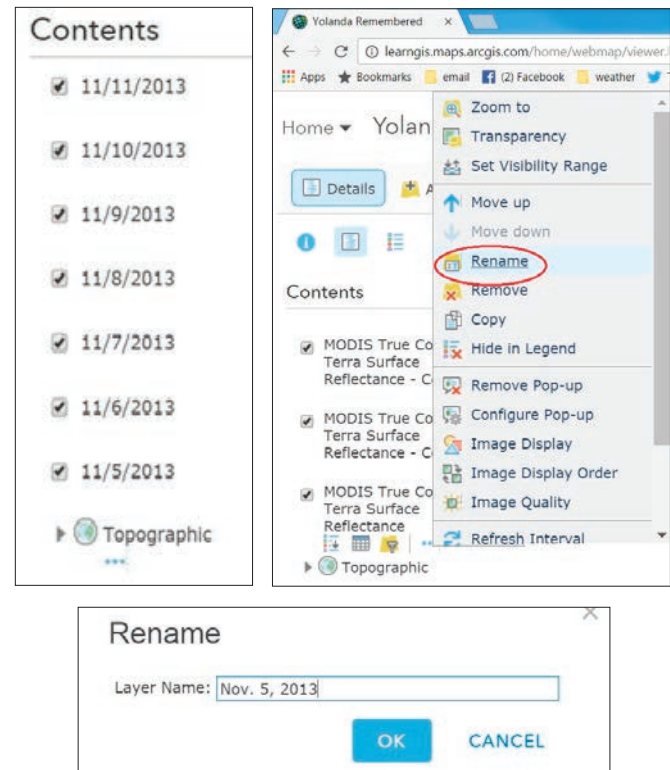 Contents
11/11/2013
11/10/2013
11/9/2013
11/8/2013
11/7/2013
11/6/2013
11/5/2013
Topographic
Yolanda Remembered
learngis.maps.arcgis.com/home/webmap/viewer.
Apps Bookmarks email (2) Facebook weather
Home Yolan
Details A
Contents
MODIS True Co
Terra Surface
Reflectance - C
MODIS True Co
Terra Surface
Reflectance - C
MODIS True Co
Terra Surface
Reflectance
Topographic
Zoom to
Transparency
Set Visibility Range
Move up
Move down
Rename
Remove
Copy
Hide in Legend
Remove Pop-up
Configure Pop-up
Image Display
Image Display Order
Image Quality
Refresh Interval
Rename
Layer Name: Nov. 5, 2013
OK CANCEL